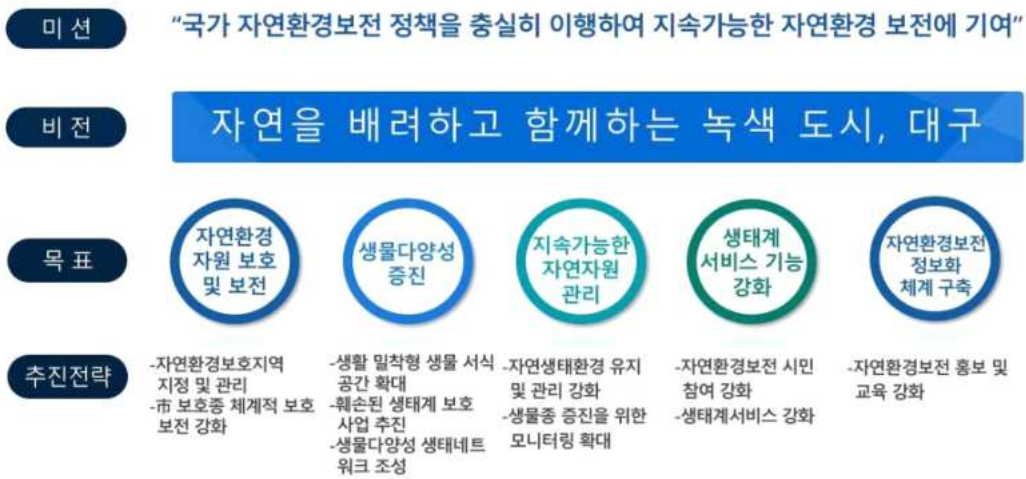 미 션
“국가 자연환경보전 정책을 충실히 이행하여 지속가능한 자연환경 보전에 기여”
비 전
자연을 배려하고 함께하는 녹색 도시, 대구
목 표
자연환경
자원 보호
및 보전
생물다양성
증진
지속가능한
자연자원
관리
생태계
서비스 기능
강화
자연환경보전
정보화
체계 구축
추진전략
-자연환경보호지역
지정 및 관리
-市 보호종 체계적 보호
보전 강화
-생활 밀착형 생물 서식
공간 확대
-훼손된 생태계 보호
사업 추진
-생물다양성 생태네트
워크 조성
-자연생태환경 유지
및 관리 강화
-생물종 증진을 위한
모니터링 확대
-자연환경보전 시민
참여 강화
-생태계서비스 강화
-자연환경보전 홍보 및
교육 강화